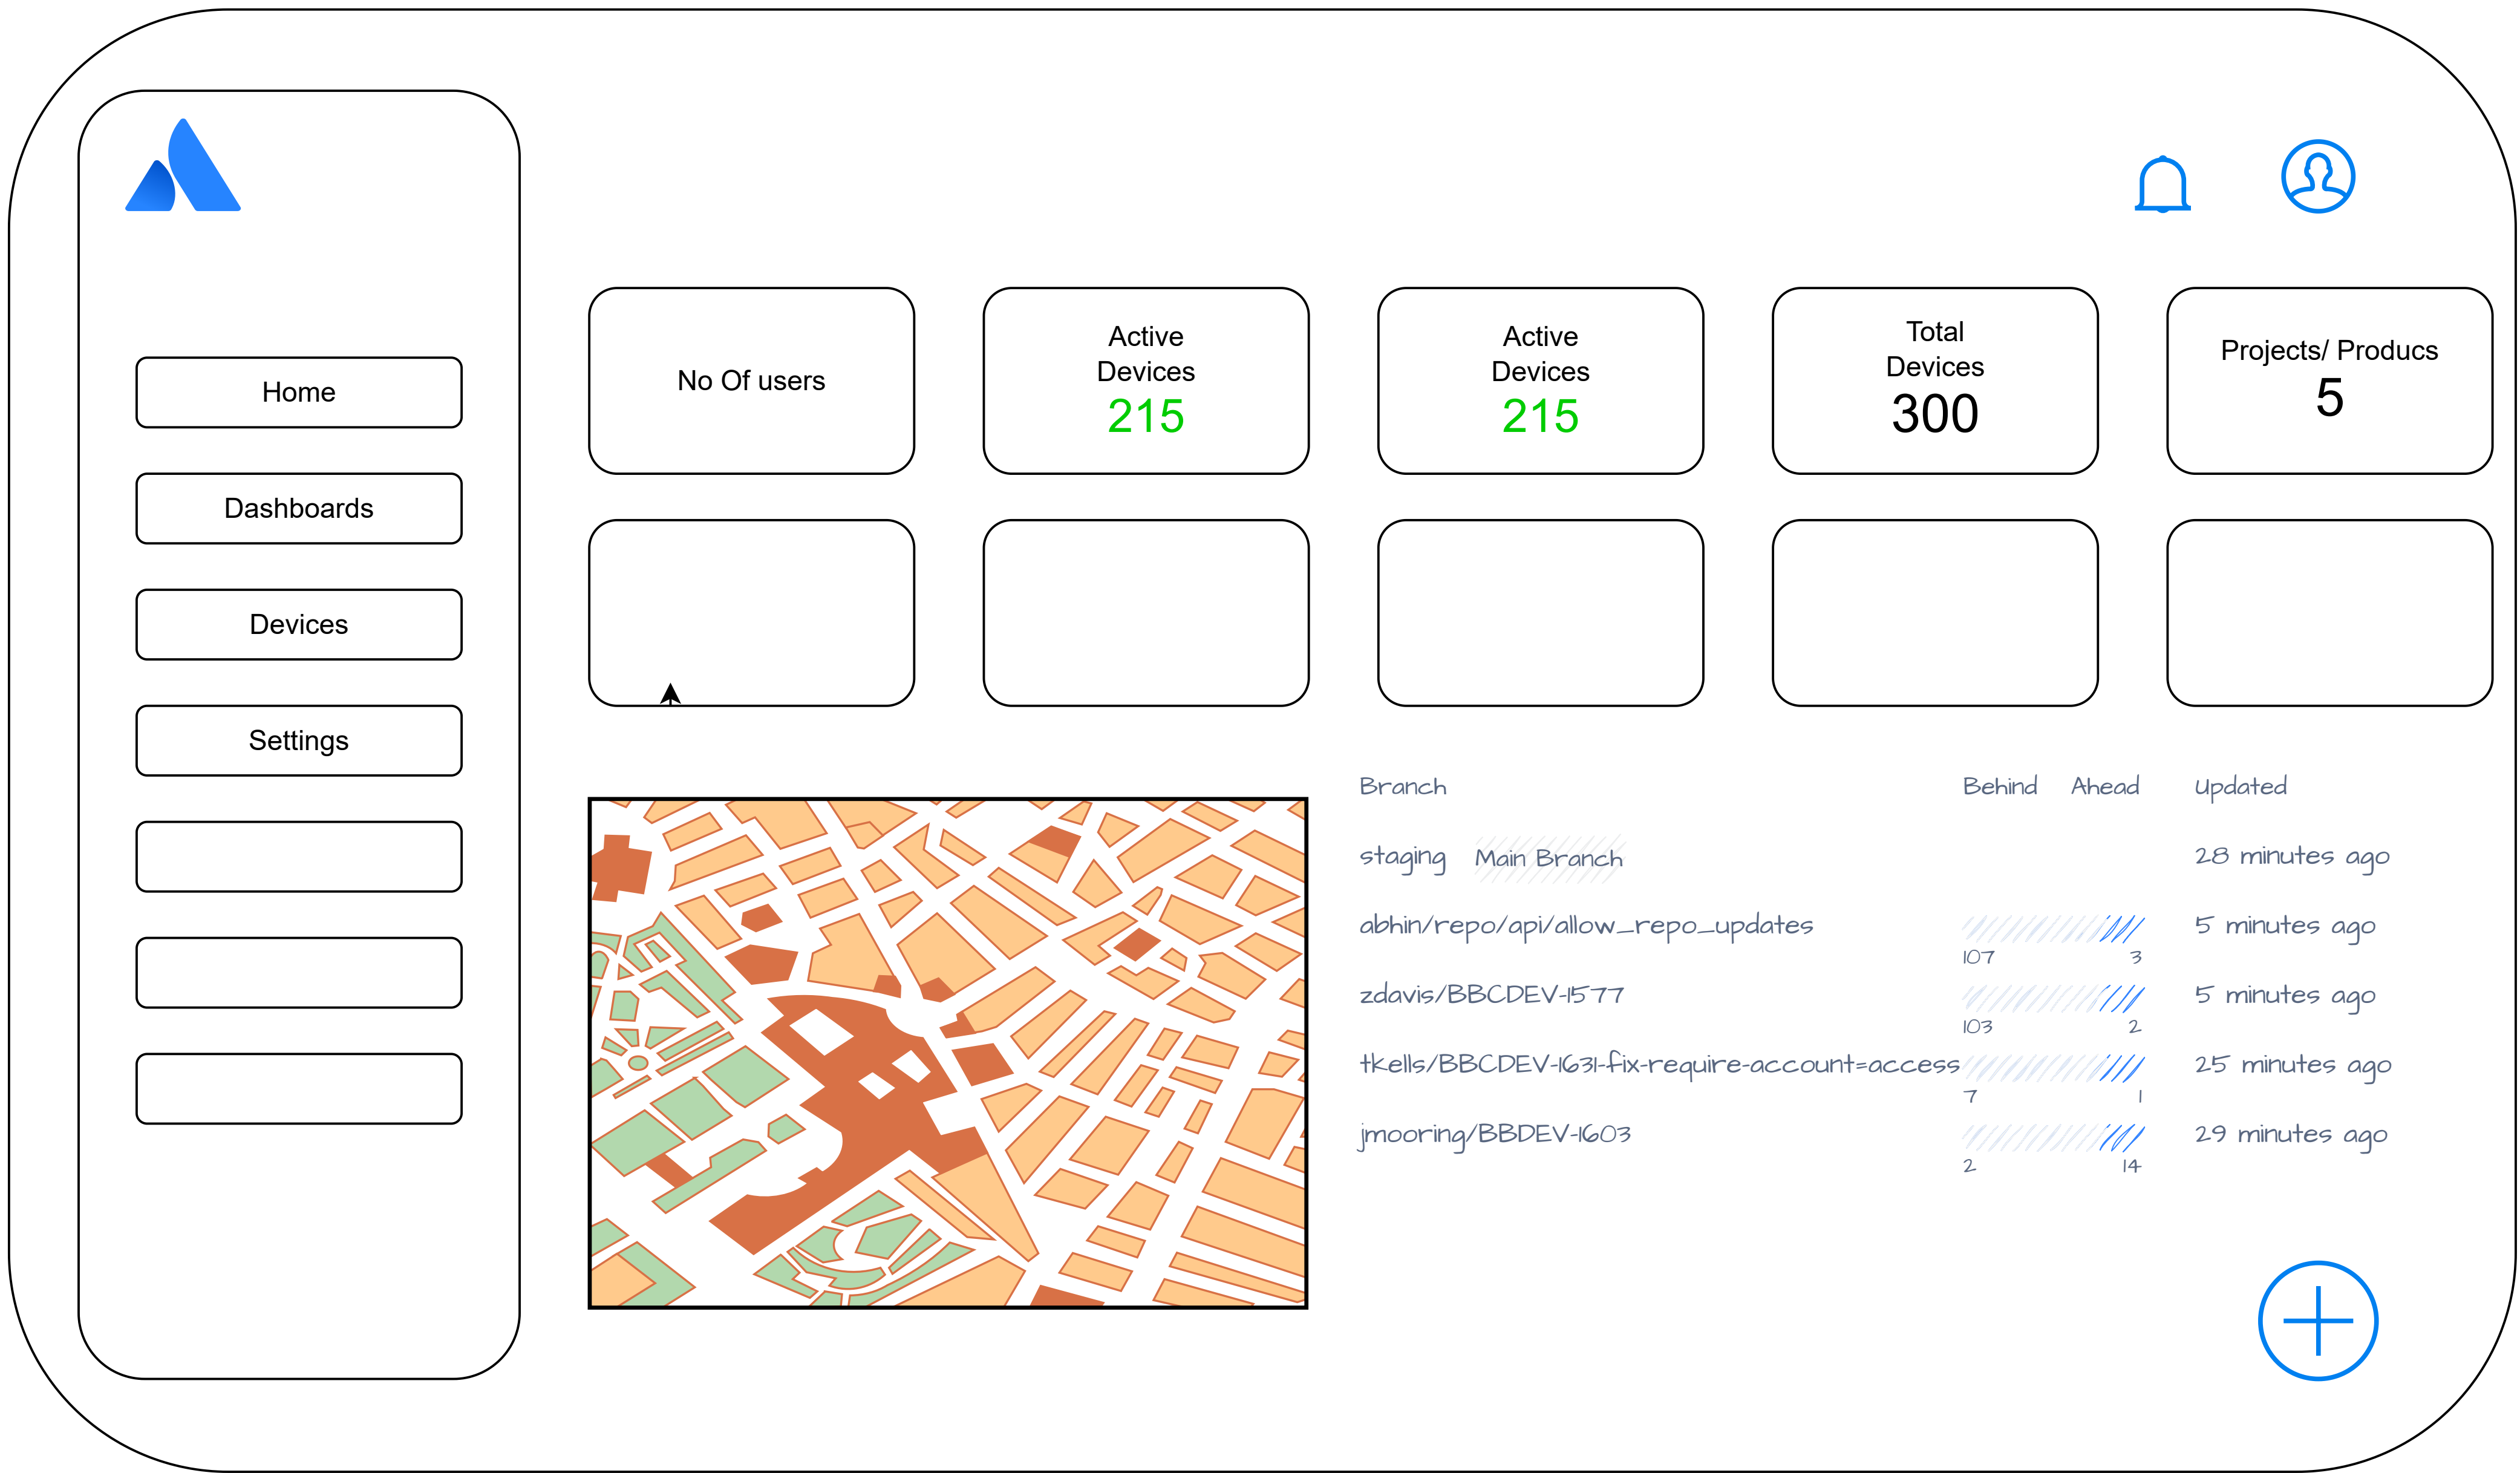 Home
Dashboards
Devices
Settings
No Of users
Active
Devices
215
Active
Devices
215
Total
Devices
300
Projects/ Producs
5
Branch Behind Ahead Updated
staging Main Branch 28 minutes ago
abhin/repo/api/allow_repo_updates 5 minutes ago
107 3
zdavis/BBCDEV-1577 5 minutes ago
103 2
tkells/BBCDEV-1631-fix-require-account=access 25 minutes ago
7 1
jmooring/BBDEV-1603 29 minutes ago
2 14